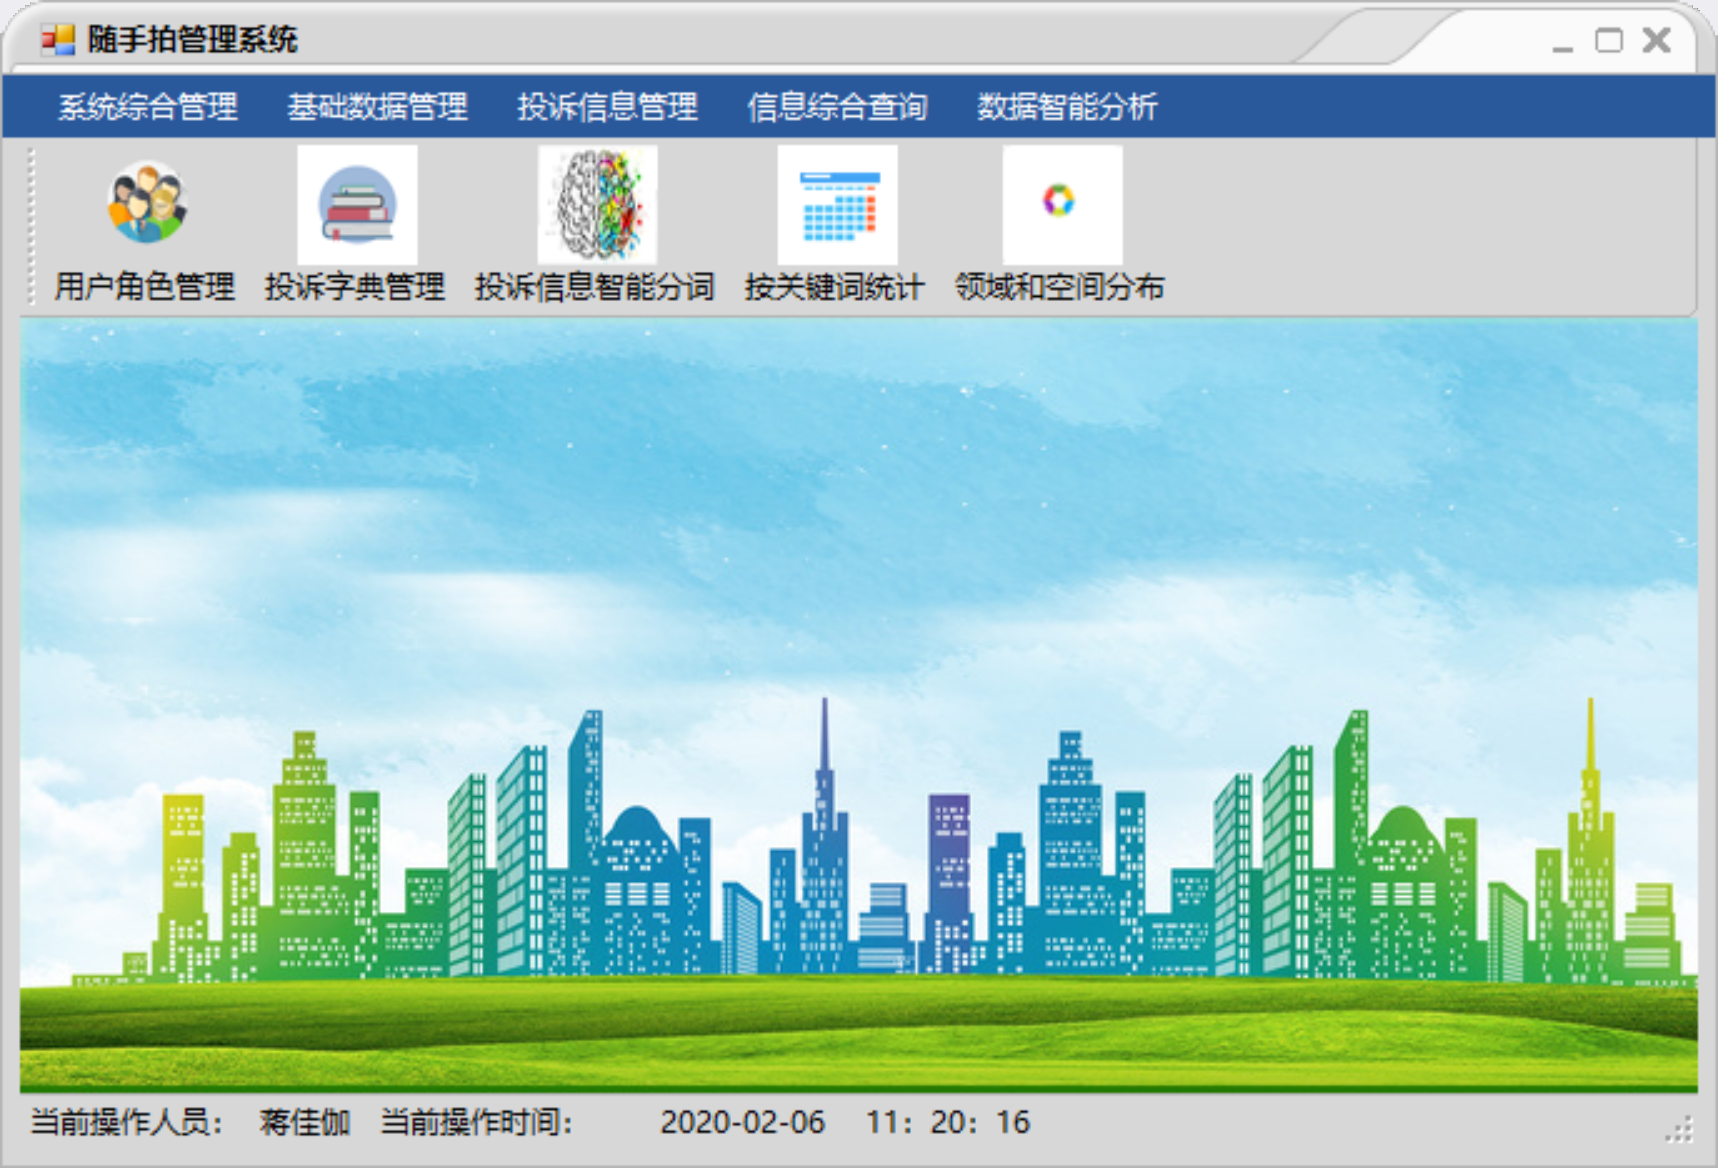 随手拍管理系统
系统综合管理 基础数据管理 投诉信息管理 信息综合查询 数据智能分析
用户角色管理 投诉字典管理 投诉信息智能分词 按关键词统计 领域和空间分布
当前操作人员： 蒋佳伽 当前操作时间： 2020-02-06 11：20：16